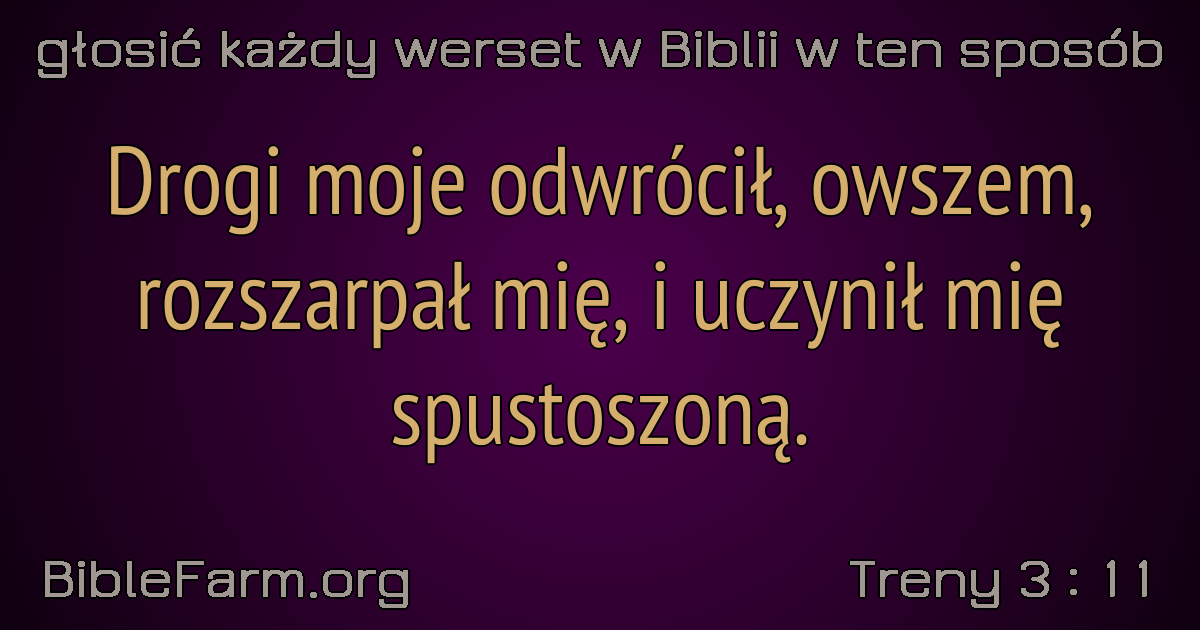 głosić każdy werset w Biblii w ten sposób
Drogi moje odwrócił, owszem,
rozszarpał mię, i uczynił mię
spustoszoną.
BibleFarm.org
Treny 3 : 11